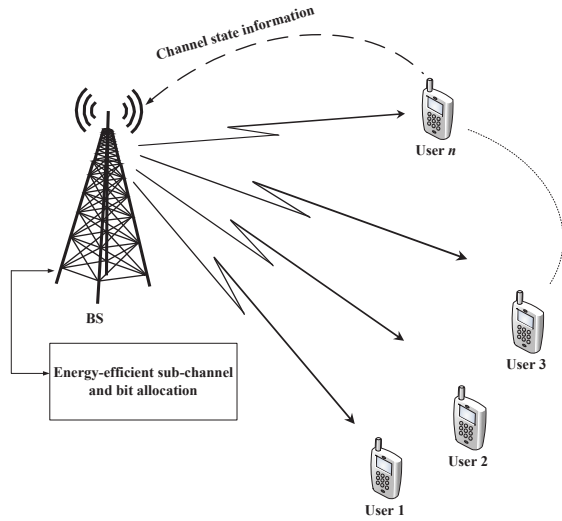 Channel state information
User n
BS
User 3
Energy-efficient sub-channel
and bit allocation
User 2
User 1